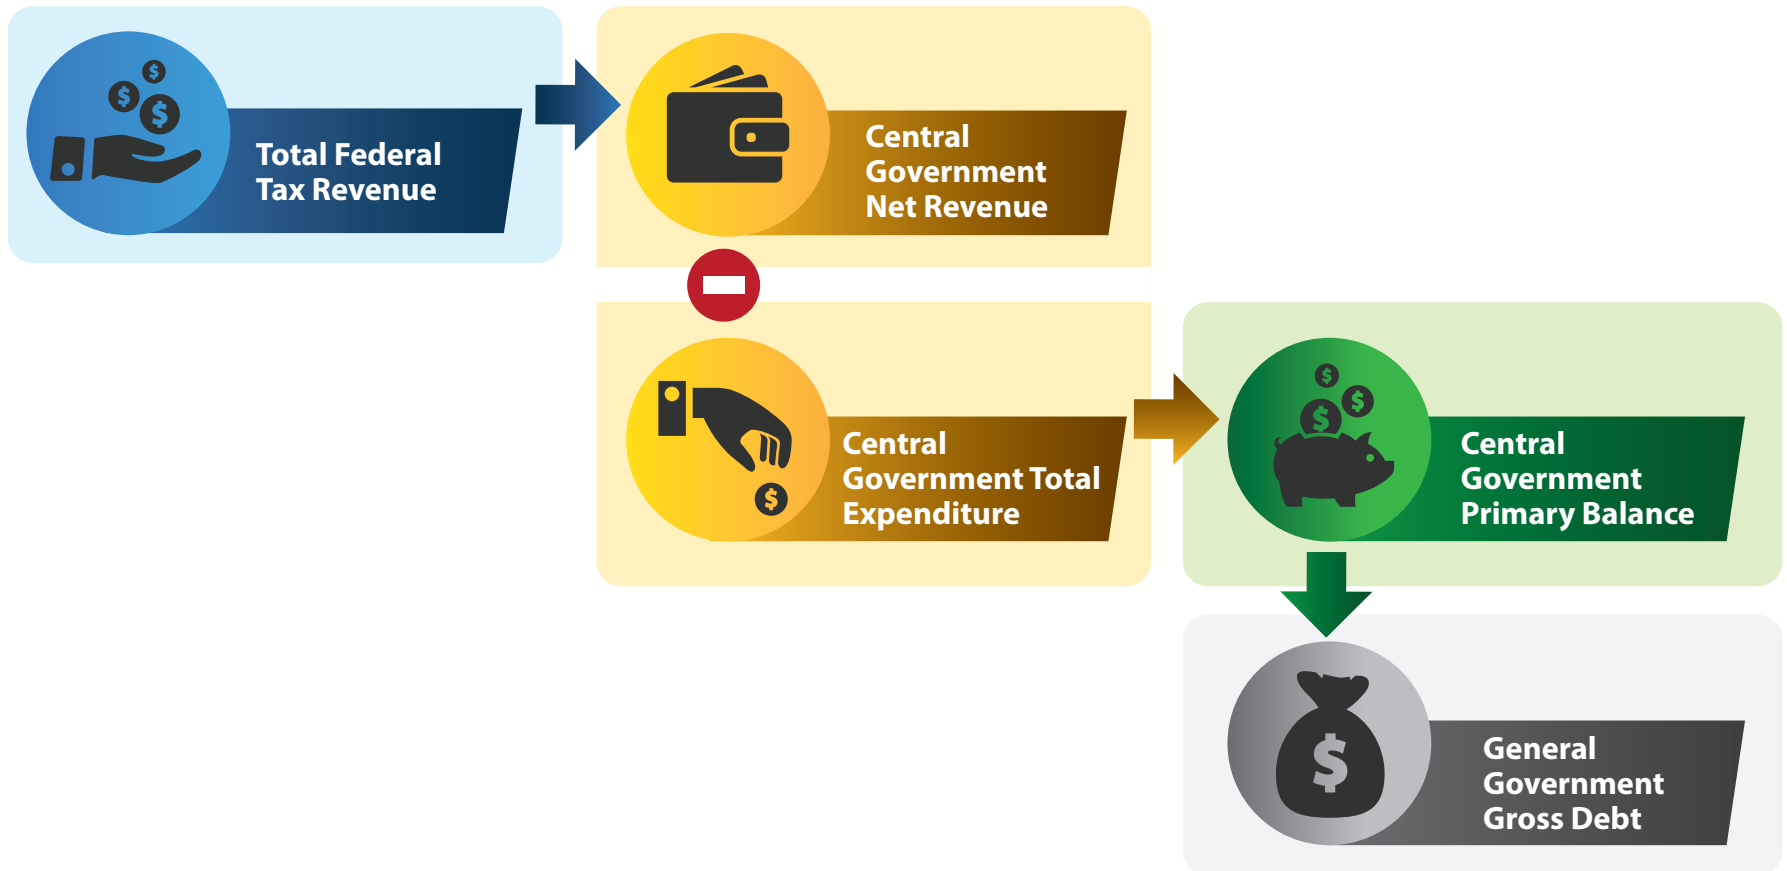 Total Federal
Tax Revenue
Central
Government
Net Revenue
Central
Government Total
Expenditure
Central
Government
Primary Balance
General
Government
Gross Debt